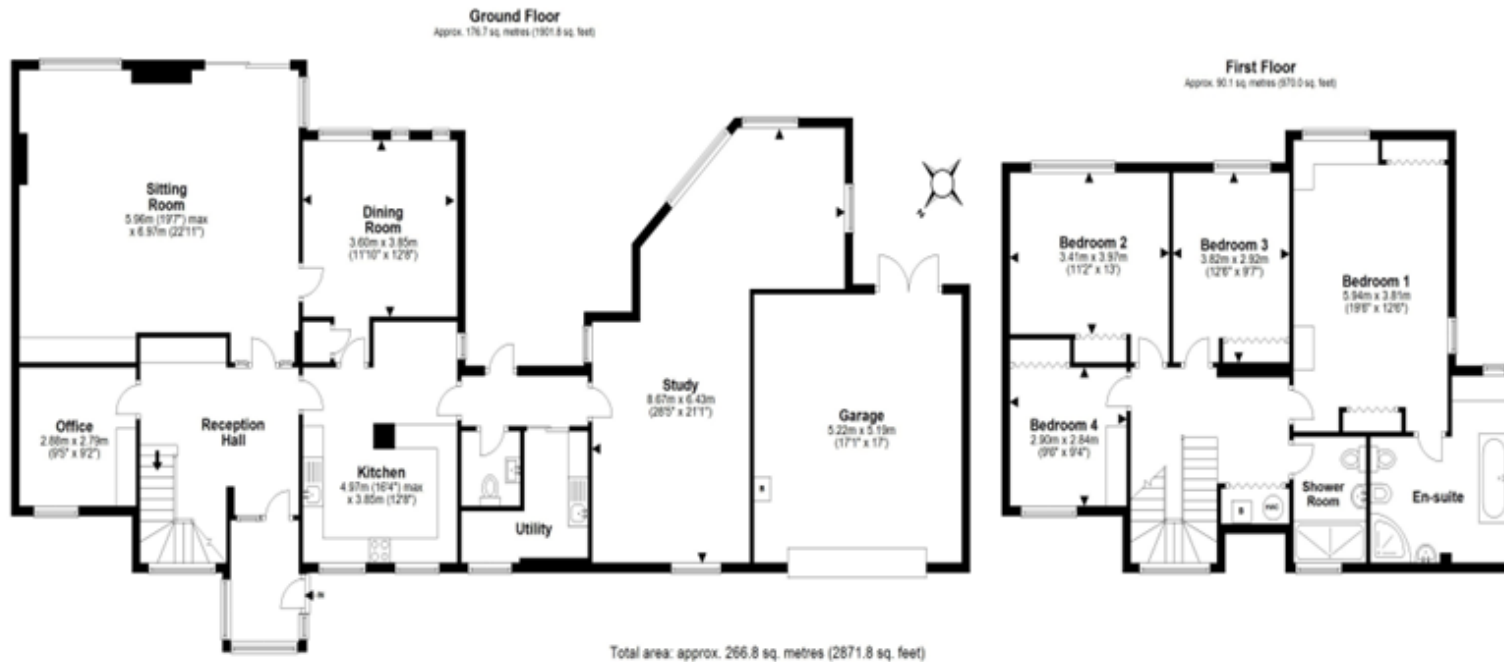 Ground Floor
Approx. 176.7 sq. metres (1901.8 sq. feet)
Sitting
Room
5.96m (19'7") max
x 6.97m (22'11")
Dining
Room
3.60m x 3.85m
(11'10" x 12'8")
Office
2.88m x 2.79m
(9'5" x 9'2")
Reception
Hall
Kitchen
4.97m (16'4") max
x 3.85m (12'8")
Utility
Study
8.67m x 6.43m
(28'5" x 21'1")
Garage
5.22m x 5.19m
(17'1" x 17')
B
N
IN
First Floor
Approx. 90.1 sq. metres (970.0 sq. feet)
Bedroom 2
3.41m x 3.97m
(11'2" x 13')
Bedroom 3
3.82m x 2.92m
(12'6" x 9'7")
Bedroom 1
5.94m x 3.81m
(19'6" x 12'6")
Bedroom 4
2.90m x 2.84m
(9'6" x 9'4")
Shower
Room
En-suite
B
HWC
Total area: approx. 266.8 sq. metres (2871.8 sq. feet)